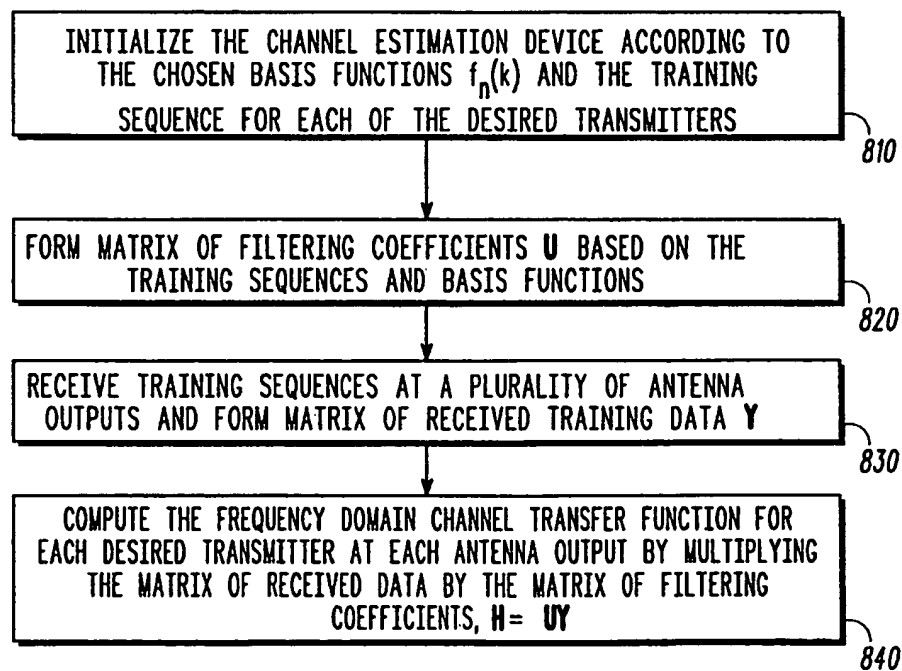 INITIALIZE THE CHANNEL ESTIMATION DEVICE ACCORDING TO
THE CHOSEN BASIS FUNCTIONS fn(k) AND THE TRAINING
SEQUENCE FOR EACH OF THE DESIRED TRANSMITTERS
810
FORM MATRIX OF FILTERING COEFFICIENTS U BASED ON THE
TRAINING SEQUENCES AND BASIS FUNCTIONS
820
RECEIVE TRAINING SEQUENCES AT A PLURALITY OF ANTENNA
OUTPUTS AND FORM MATRIX OF RECEIVED TRAINING DATA Y
830
COMPUTE THE FREQUENCY DOMAIN CHANNEL TRANSFER FUNCTION FOR
EACH DESIRED TRANSMITTER AT EACH ANTENNA OUTPUT BY MULTIPLYING
THE MATRIX OF RECEIVED DATA BY THE MATRIX OF FILTERING
COEFFICIENTS, H = UY
840